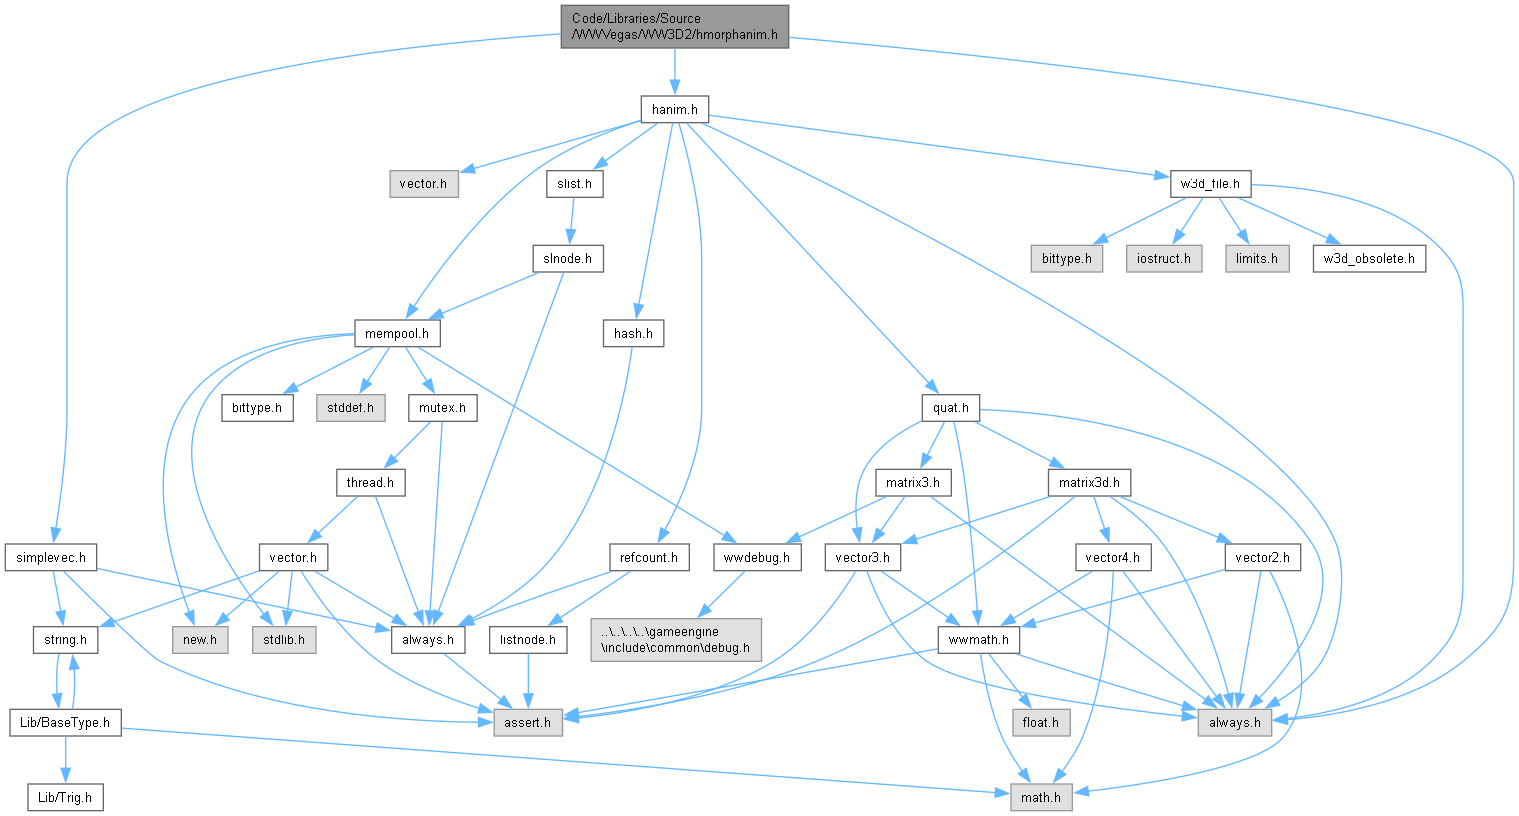 Code/Libraries/Source
/WWVegas/WW3D2/hmorphanim.h
hanim.h
vector.h
slist.h
w3d_file.h
slnode.h
bittype.h
iostruct.h
limits.h
w3d_obsolete.h
mempool.h
hash.h
bittype.h
stddef.h
mutex.h
quat.h
thread.h
matrix3.h
matrix3d.h
simplevec.h
vector.h
refcount.h
wwdebug.h
vector3.h
vector4.h
vector2.h
string.h
new.h
stdlib.h
always.h
listnode.h
..\..\..\..\gameengine
\include\common\debug.h
wwmath.h
Lib/BaseType.h
assert.h
float.h
always.h
Lib/Trig.h
math.h